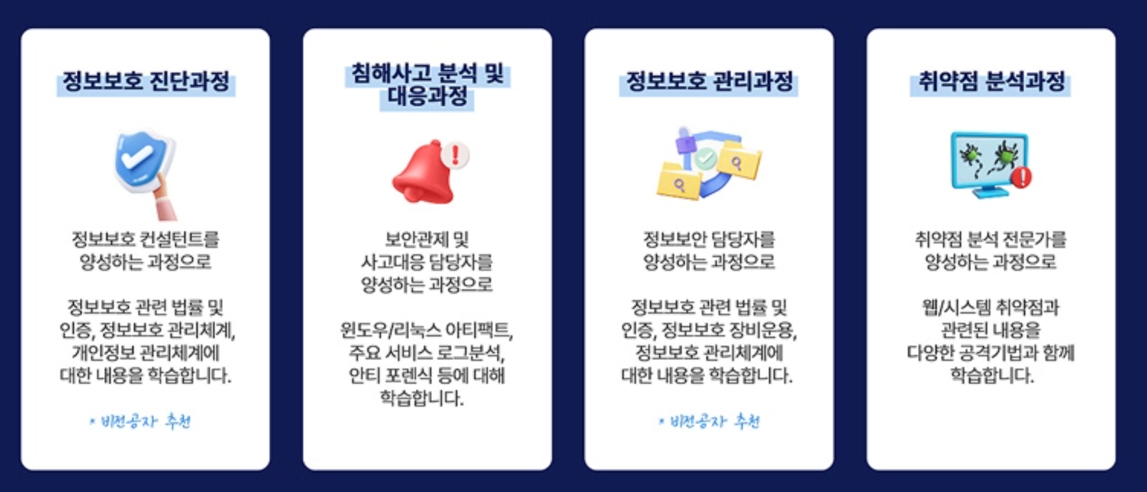 정보보호 진단과정
정보보호 컨설턴트를
양성하는 과정으로
정보보호 관련 법률 및
인증, 정보보호 관리체계,
개인정보 관리체계에
대한 내용을 학습합니다.
* 비전공자 추천
침해사고 분석 및
대응과정
보안관제 및
사고대응 담당자를
양성하는 과정으로
윈도우/리눅스 아티팩트,
주요 서비스 로그분석,
안티 포렌식 등에 대해
학습합니다.
정보보호 관리과정
정보보안 담당자를
양성하는 과정으로
정보보호 관련 법률 및
인증, 정보보호 장비운용,
정보보호 관리체계에
대한 내용을 학습합니다.
* 비전공자 추천
취약점 분석과정
취약점 분석 전문가를
양성하는 과정으로
웹/시스템 취약점과
관련된 내용을
다양한 공격기법과 함께
학습합니다.